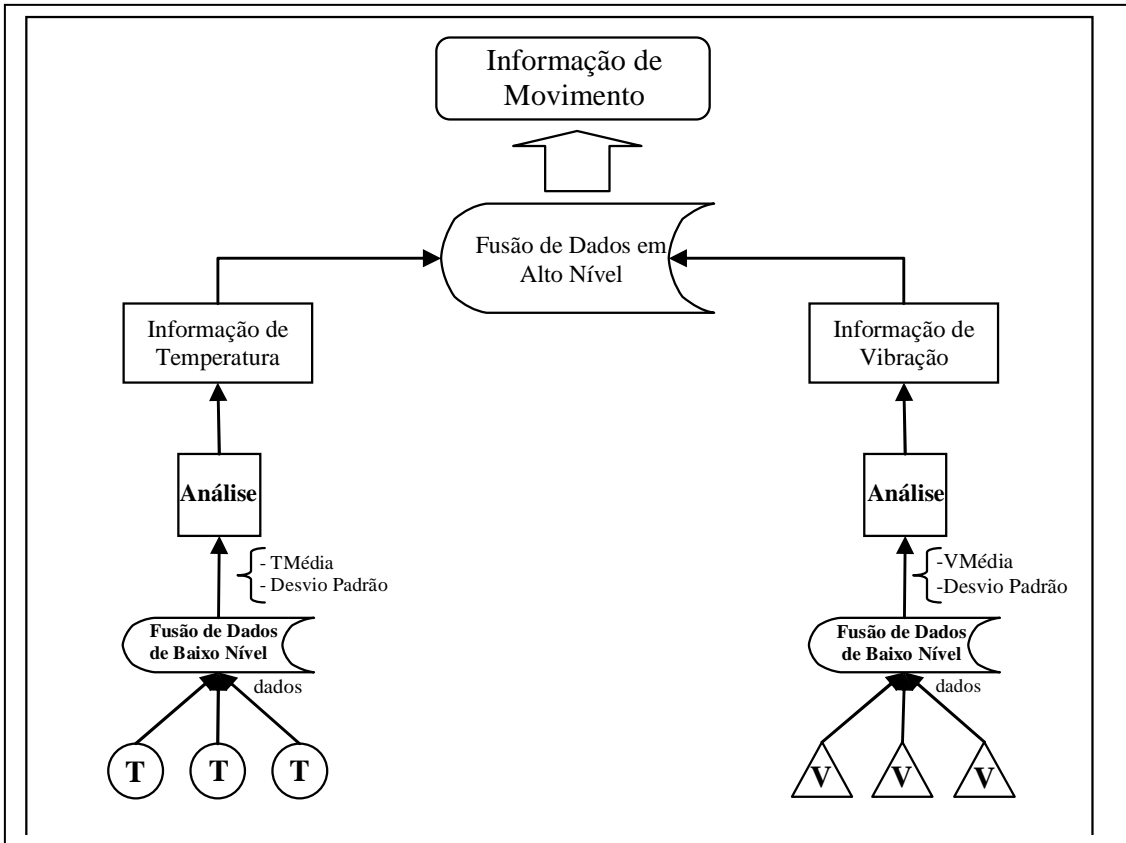 Informação de
Movimento
Fusão de Dados em
Alto Nível
Informação de
Temperatura
Informação de
Vibração
Análise
Análise
- TMédia
- Desvio Padrão
-VMédia
-Desvio Padrão
Fusão de Dados
de Baixo Nível
Fusão de Dados
de Baixo Nível
dados
dados
T
T
T
V
V
V